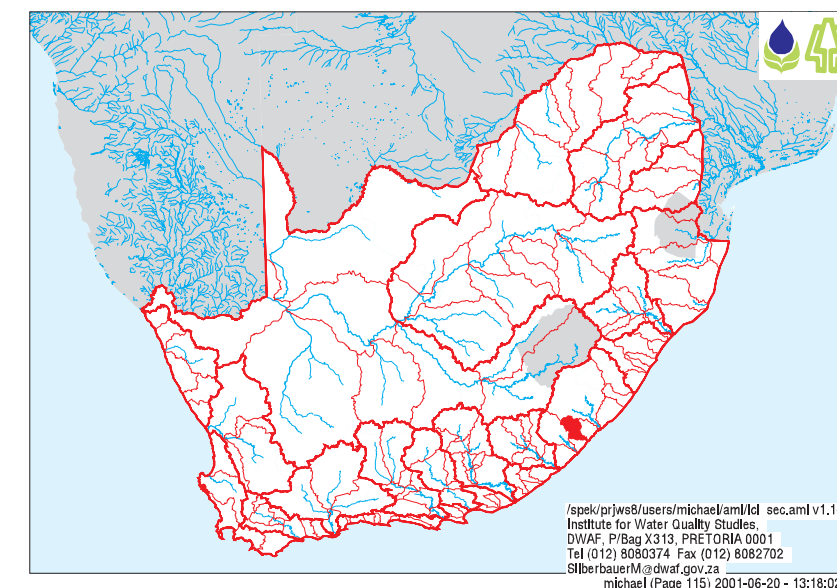 /spek/prjws8/users/michael/aml/lcl sec.aml v1.1
Institute for Water Quality Studies,
DWAF, P/Bag X313, PRETORIA 0001
Tel (012) 8080374 Fax (012) 8082702
SilberbauerM@dwaf.gov.za
michael (Page 115) 2001-06-20 - 13:18:02